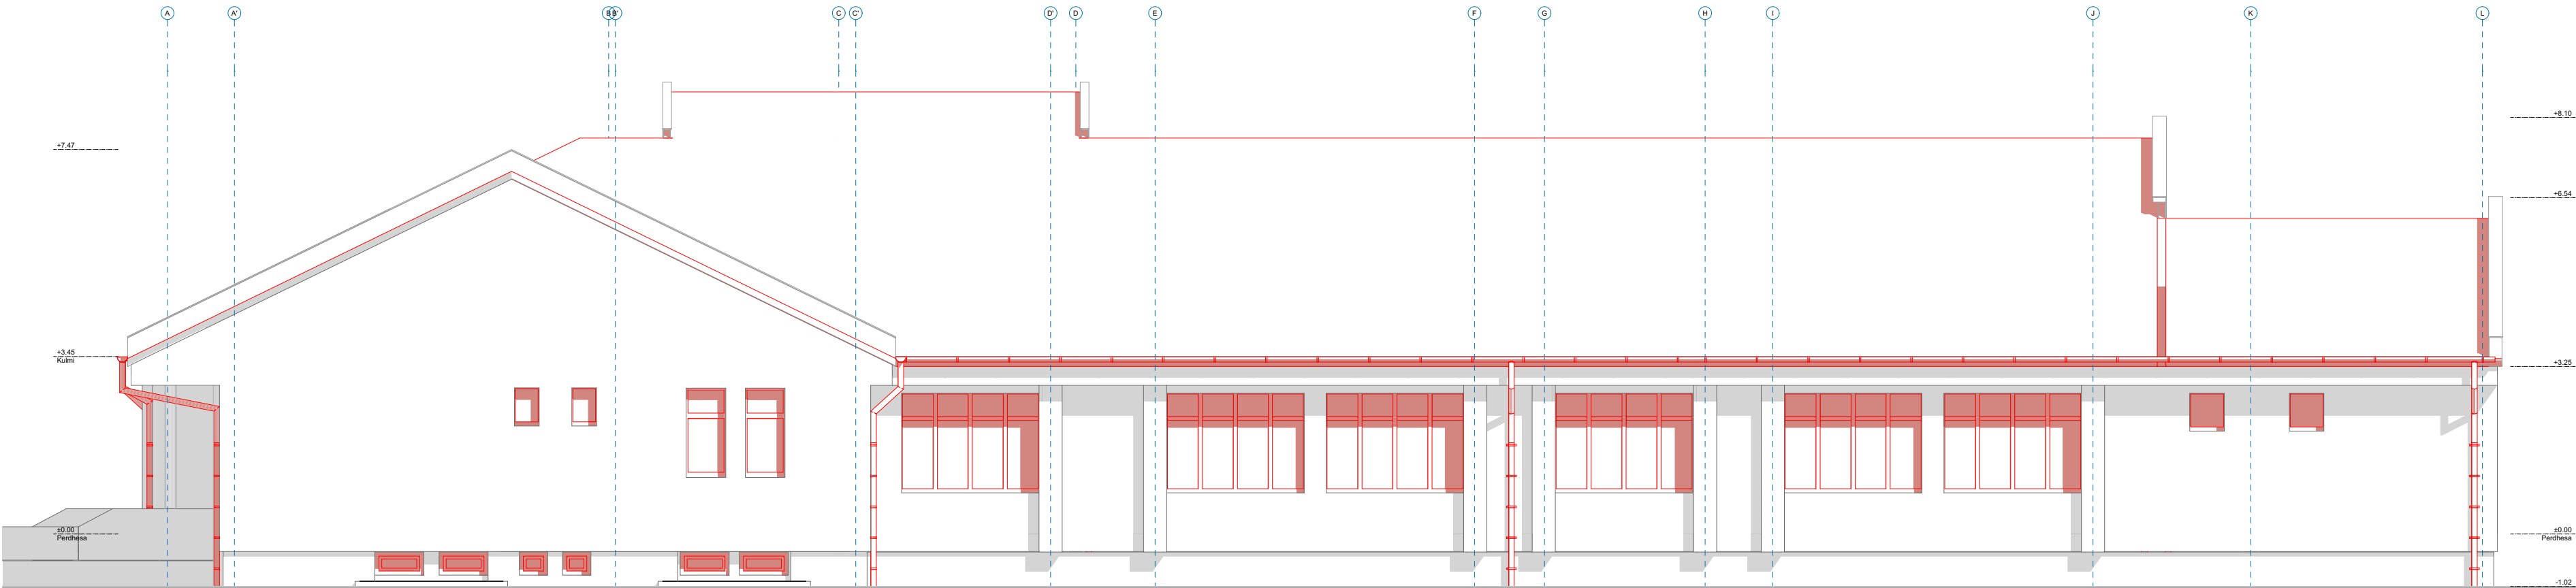 A A' B B' C C' D' D E F G H I J K L
+8.10
+7.47
+6.54
+3.45
Kulmi
+3.25
±0.00
Perdhesa
±0.00
Perdhesa
-1.02